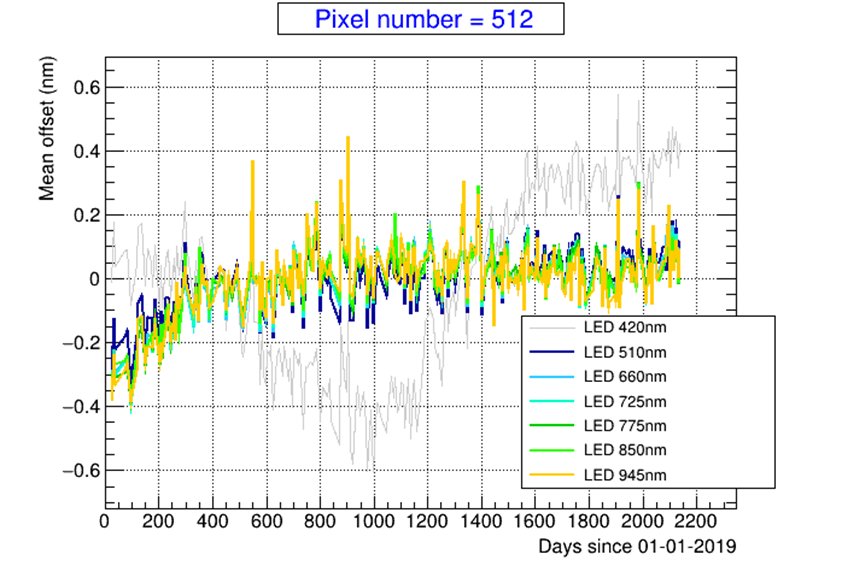 Pixel number = 512
Mean offset (nm)
0.6
0.4
0.2
0
−0.2
−0.4
−0.6
0 200 400 600 800 1000 1200 1400 1600 1800 2000 2200
Days since 01-01-2019
LED 420nm
LED 510nm
LED 660nm
LED 725nm
LED 775nm
LED 850nm
LED 945nm